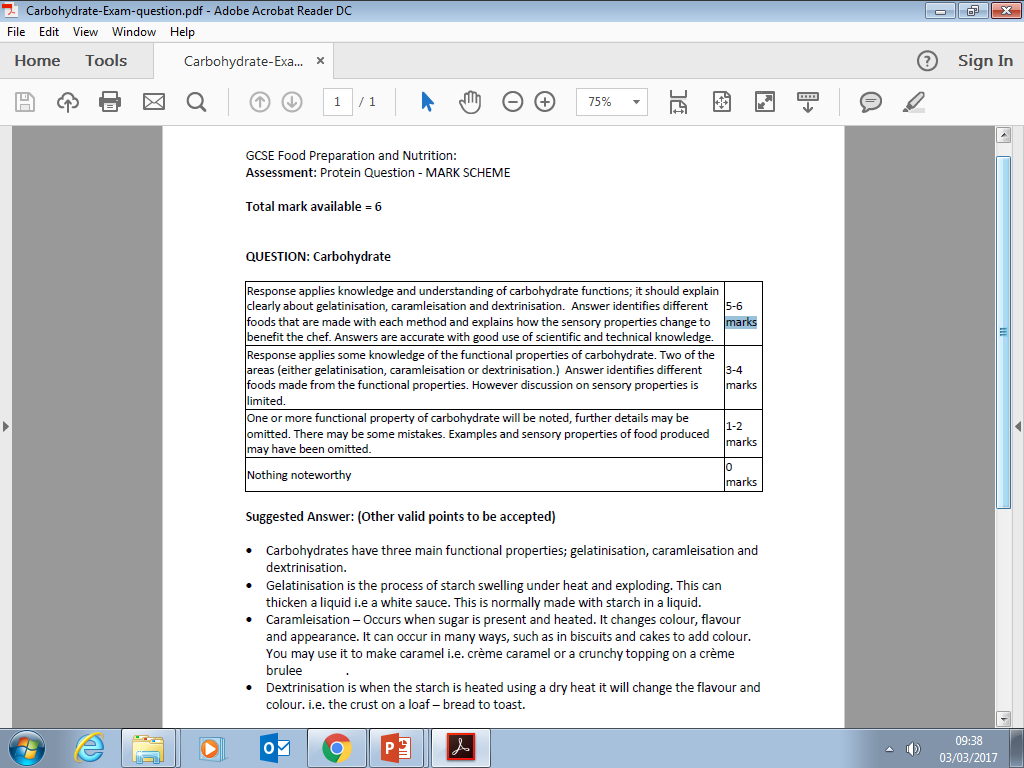 Carbohydrate-Exam-question.pdf - Adobe Acrobat Reader DC
File Edit View Window Help
Home Tools Carbohydrate-Exa... × ? Sign In
1 / 1 75%
GCSE Food Preparation and Nutrition:
Assessment: Protein Question - MARK SCHEME
Total mark available = 6
QUESTION: Carbohydrate
Response applies knowledge and understanding of carbohydrate functions; it should explain
clearly about gelatinisation, caramleisation and dextrinisation. Answer identifies different
foods that are made with each method and explains how the sensory properties change to
benefit the chef. Answers are accurate with good use of scientific and technical knowledge.
5-6
marks
Response applies some knowledge of the functional properties of carbohydrate. Two of the
areas (either gelatinisation, caramleisation or dextrinisation.) Answer identifies different
foods made from the functional properties. However discussion on sensory properties is
limited.
3-4
marks
One or more functional property of carbohydrate will be noted, further details may be
omitted. There may be some mistakes. Examples and sensory properties of food produced
may have been omitted.
1-2
marks
Nothing noteworthy
0
marks
Suggested Answer: (Other valid points to be accepted)
• Carbohydrates have three main functional properties; gelatinisation, caramleisation and
dextrinisation.
• Gelatinisation is the process of starch swelling under heat and exploding. This can
thicken a liquid i.e a white sauce. This is normally made with starch in a liquid.
• Caramleisation – Occurs when sugar is present and heated. It changes colour, flavour
and appearance. It can occur in many ways, such as in biscuits and cakes to add colour.
You may use it to make caramel i.e. crème caramel or a crunchy topping on a crème
brulee .
• Dextrinisation is when the starch is heated using a dry heat it will change the flavour and
colour. i.e. the crust on a loaf – bread to toast.
09:38
03/03/2017